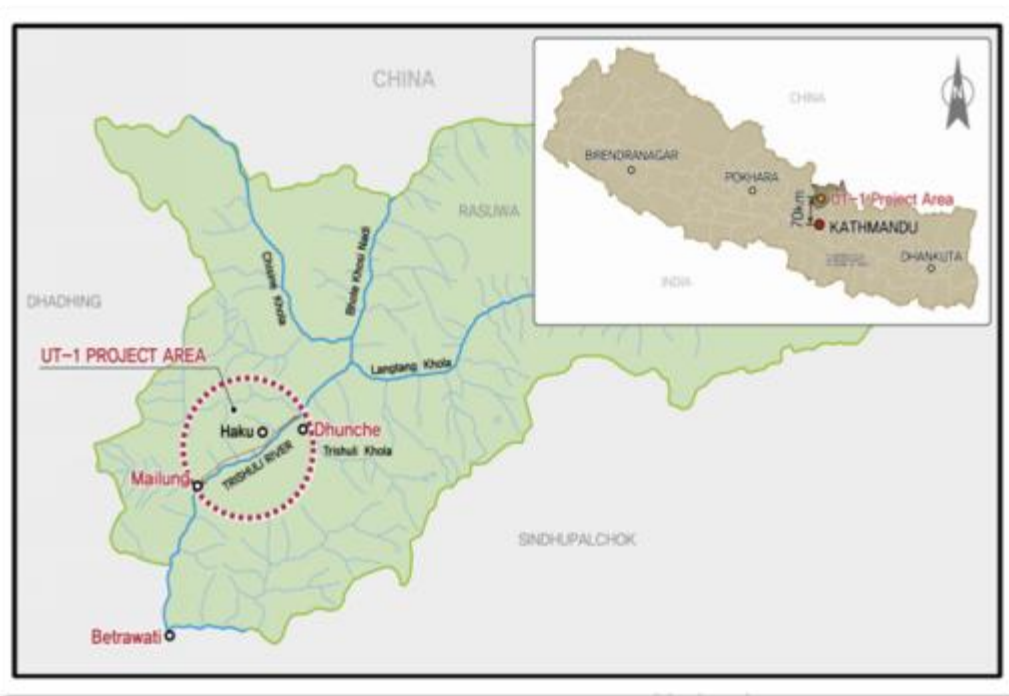 CHINA
RASUWA
DHADHING
Chilime Khola
Bhote Khosi Nadi
Langtang Khola
UT-1 PROJECT AREA
Haku
Dhunche
Trishuli Khola
TRISHULI RIVER
Mailung
SINDHUPALCHOK
Betrawati
N
CHINA
BIRENDRANAGAR
POKHARA
UT-1 Project Area
70km
KATHMANDU
DHANKUTA
INDIA